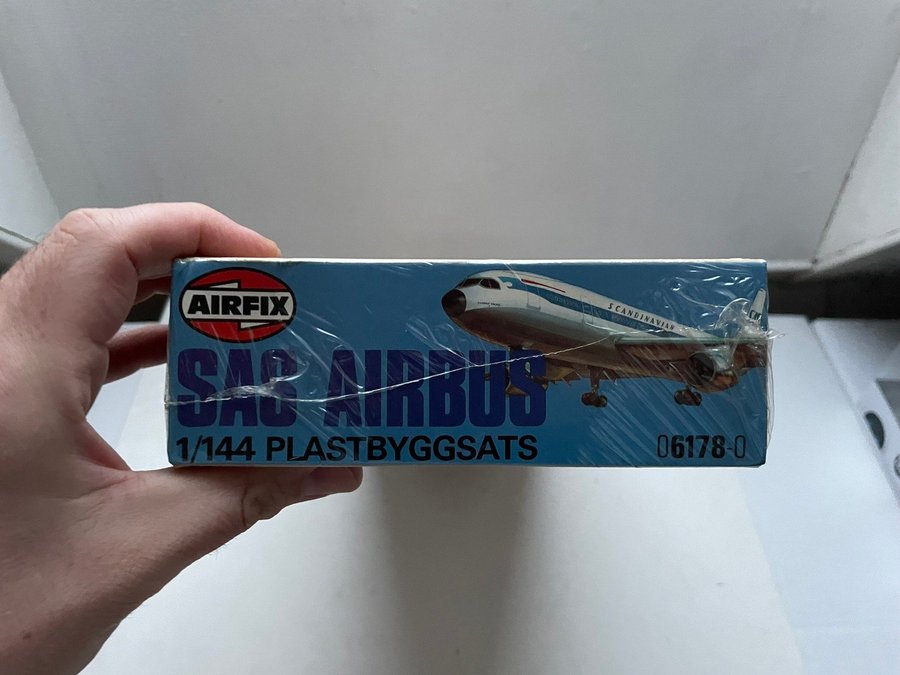 AIRFIX
SAS AIRBUS
1/144 PLASTBYGGSATS
SCANDINAVIAN
06178-0